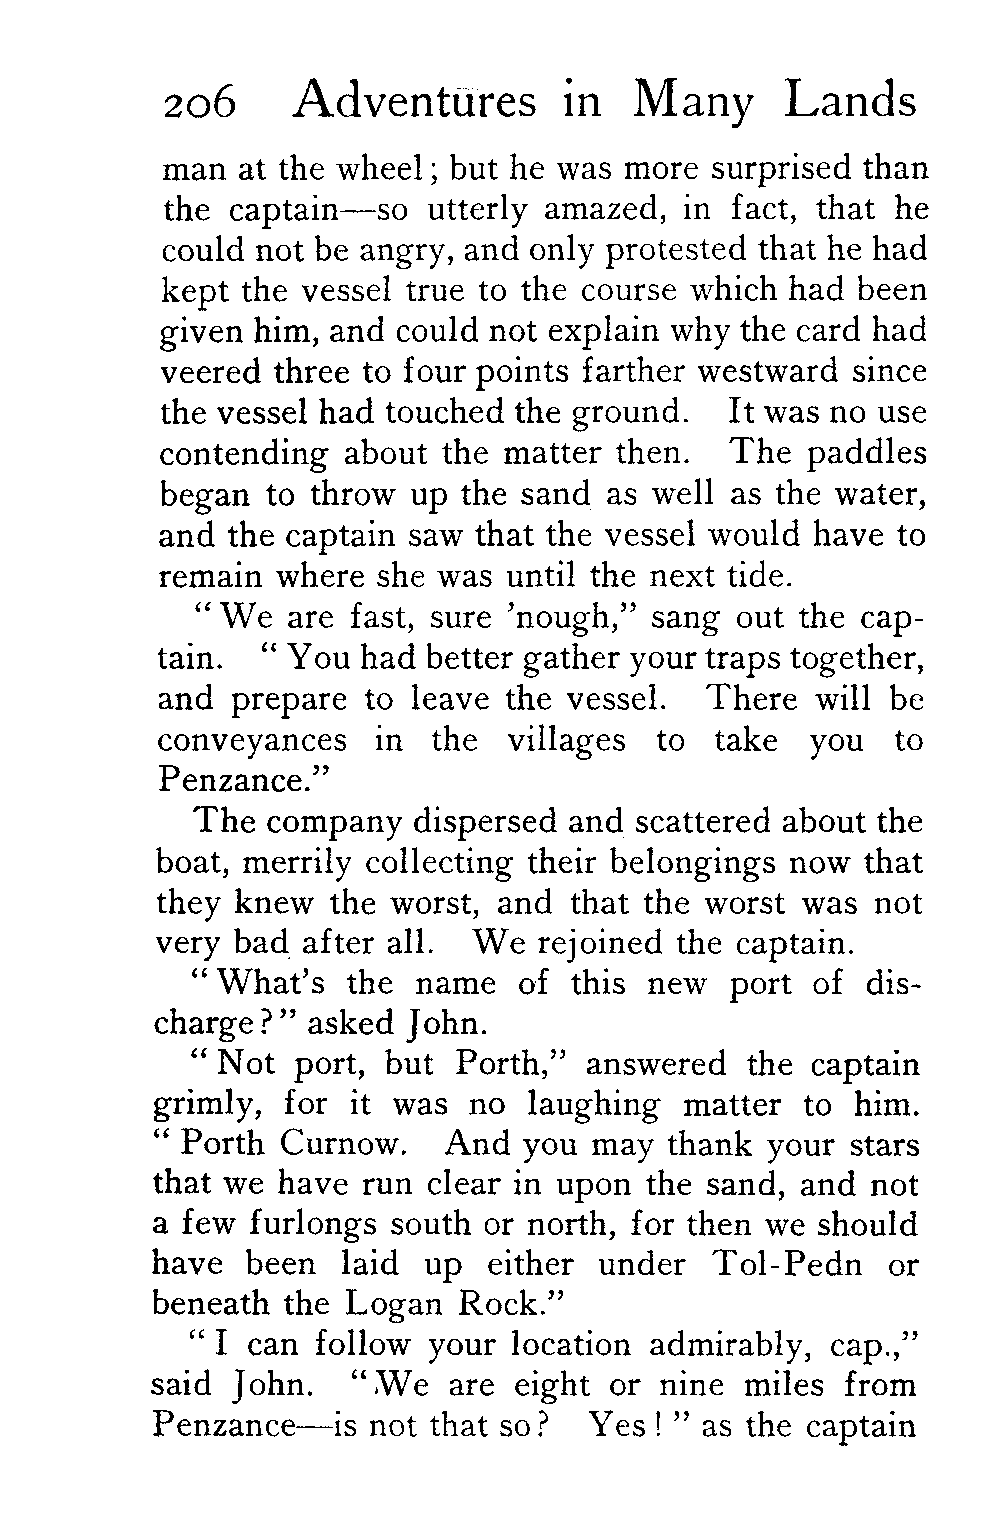 206 Adventures in Many Lands
man at the wheel; but he was more surprised than
the captain—so utterly amazed, in fact, that he
could not be angry, and only protested that he had
kept the vessel true to the course which had been
given him, and could not explain why the card had
veered three to four points farther westward since
the vessel had touched the ground. It was no use
contending about the matter then. The paddles
began to throw up the sand as well as the water,
and the captain saw that the vessel would have to
remain where she was until the next tide.
“We are fast, sure ’nough,” sang out the cap-
tain. “You had better gather your traps together,
and prepare to leave the vessel. There will be
conveyances in the villages to take you to
Penzance.”
The company dispersed and scattered about the
boat, merrily collecting their belongings now that
they knew the worst, and that the worst was not
very bad after all. We rejoined the captain.
“What’s the name of this new port of dis-
charge?” asked John.
“Not port, but Porth,” answered the captain
grimly, for it was no laughing matter to him.
“Porth Curnow. And you may thank your stars
that we have run clear in upon the sand, and not
a few furlongs south or north, for then we should
have been laid up either under Tol-Pedn or
beneath the Logan Rock.”
“I can follow your location admirably, cap.,”
said John. “We are eight or nine miles from
Penzance—is not that so? Yes!” as the captain